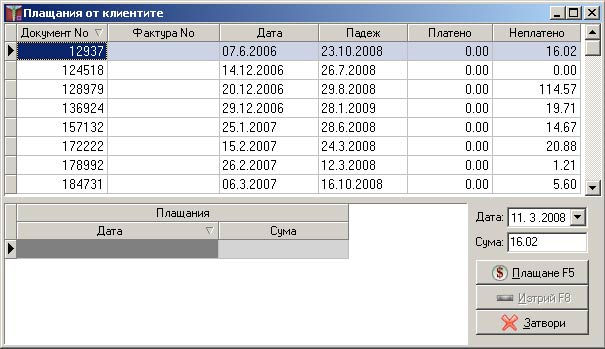 Плащания от клиентите
Документ No Фактура No Дата Падеж Платено Неплатено
12937 07.6.2006 23.10.2008 0.00 16.02
124518 14.12.2006 26.7.2008 0.00 0.00
128979 20.12.2006 29.8.2008 0.00 114.57
136924 29.12.2006 28.1.2009 0.00 19.71
157132 25.1.2007 28.6.2008 0.00 14.67
172222 15.2.2007 24.3.2008 0.00 20.88
178992 26.2.2007 12.3.2008 0.00 1.21
184731 06.3.2007 16.10.2008 0.00 5.60
Плащания
Дата Сума
Дата: 11. 3 .2008
Сума: 16.02
Плащане F5
Изтрий F8
Затвори